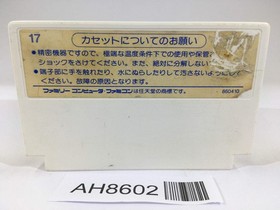 17
カセットについてのお願い
●精密機器ですので、極端な温度条件下での使用や保管
ショックをさけてください。また、絶対に分解しない
●端子部に手を触れたり、水にぬらしたりして汚さないように
ください。故障の原因となります。
ファミリーコンピュータ・ファミコンは任天堂の商標です。
AH8602